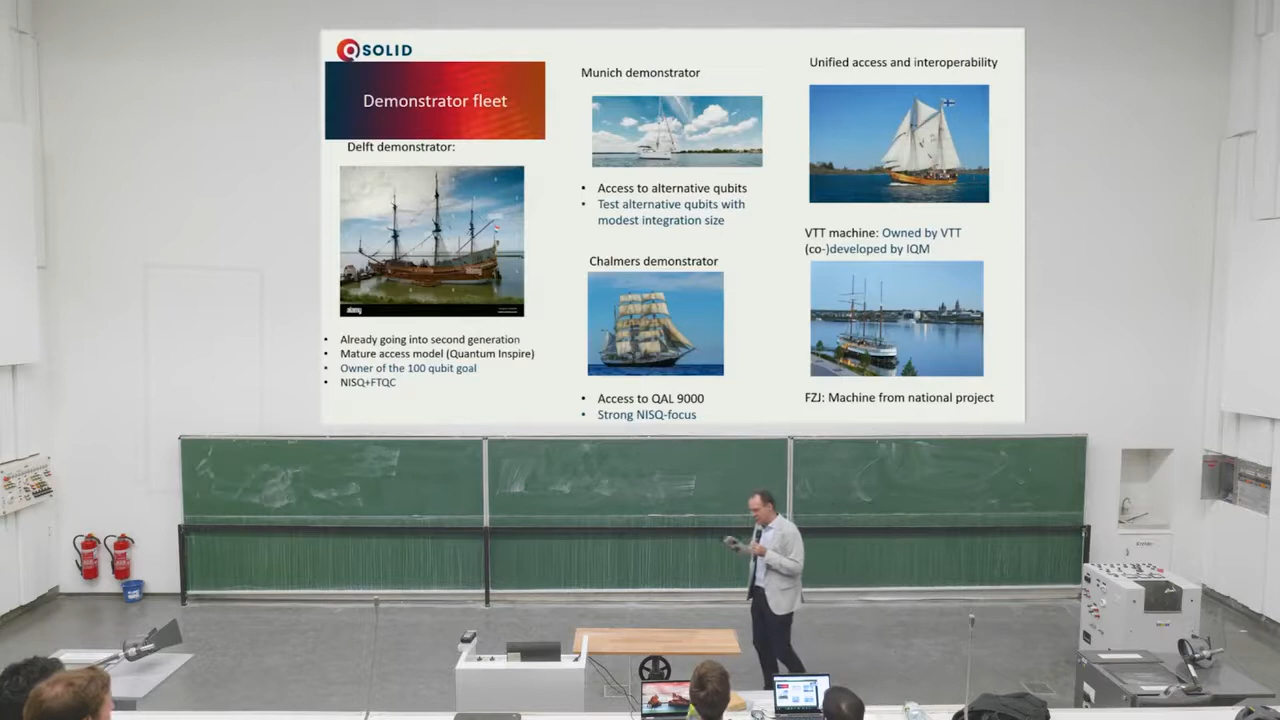 QSOLID
Demonstrator fleet
Delft demonstrator:
alamy
• Already going into second generation
• Mature access model (Quantum Inspire)
• Owner of the 100 qubit goal
• NISQ+FTQC
Munich demonstrator
• Access to alternative qubits
• Test alternative qubits with
modest integration size
Chalmers demonstrator
• Access to QAL 9000
• Strong NISQ-focus
Unified access and interoperability
VTT machine: Owned by VTT
(co-)developed by IQM
FZJ: Machine from national project